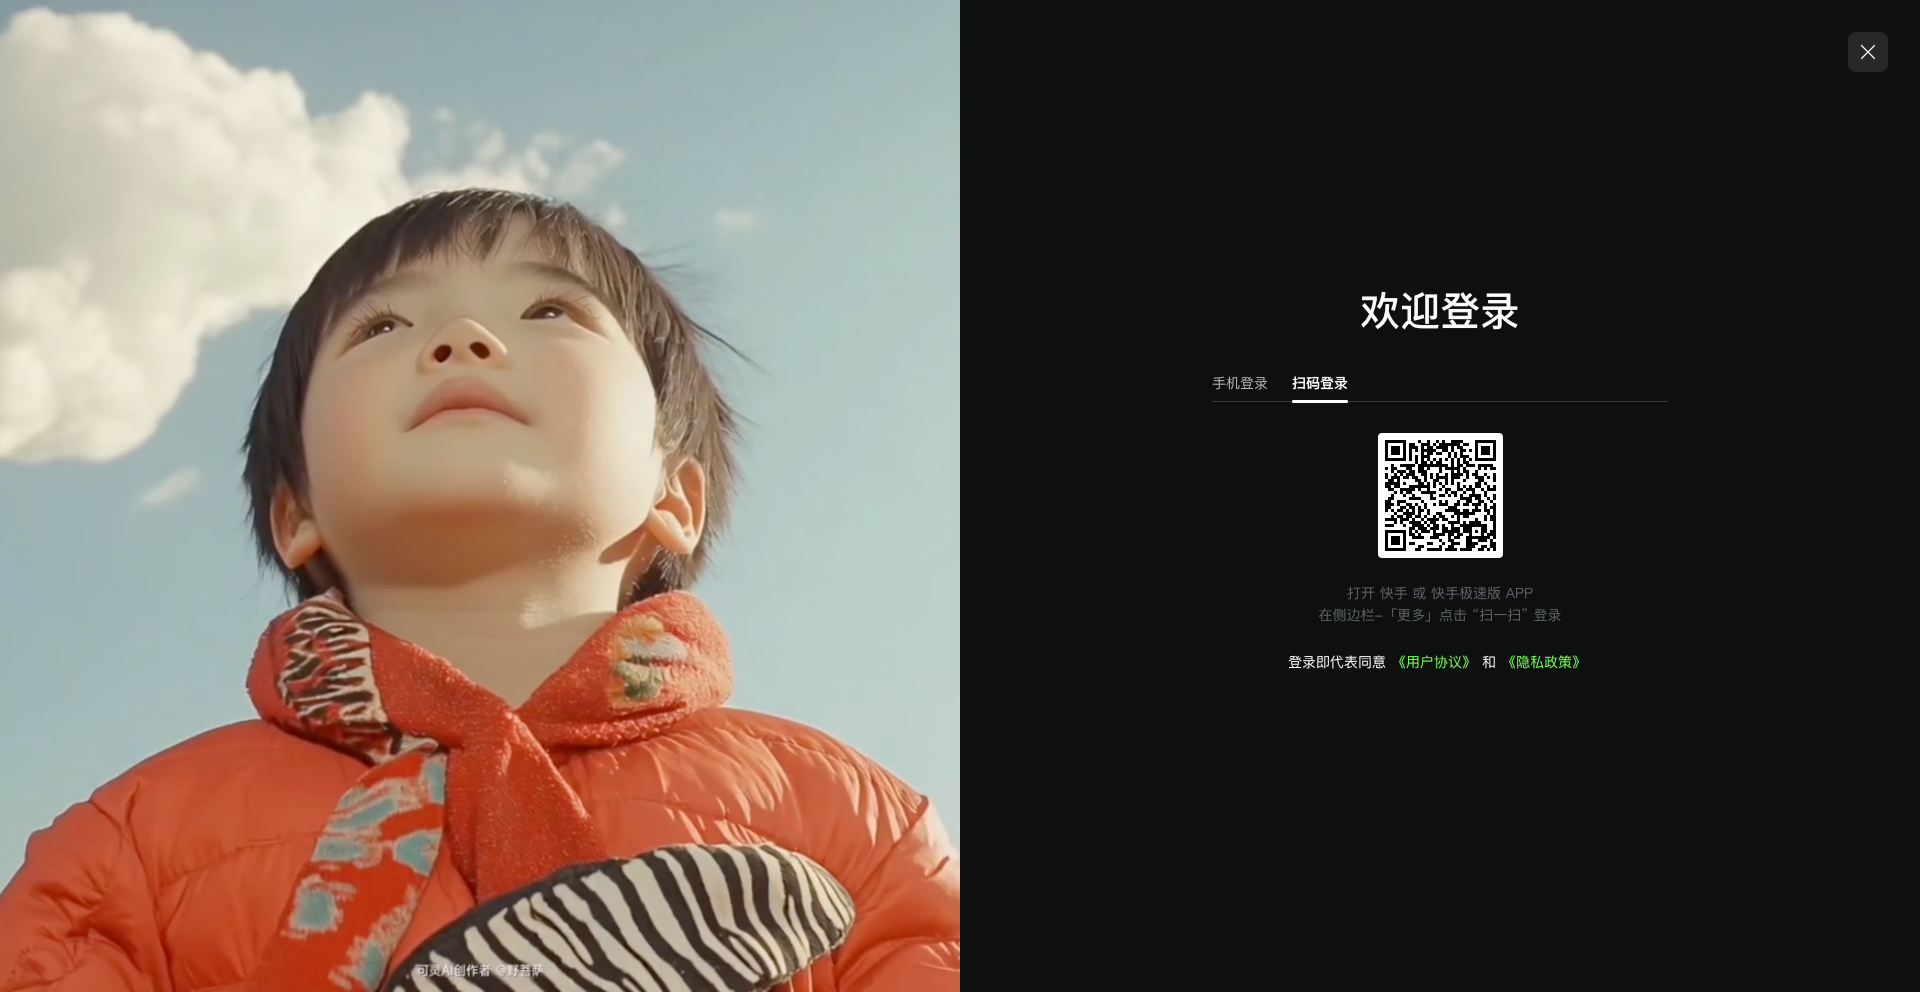 欢迎登录
手机登录 扫码登录
打开 快手 或 快手极速版 APP
在侧边栏-「更多」点击 “扫一扫” 登录
登录即代表同意 《用户协议》 和 《隐私政策》
可灵AI创作者 @野菩萨